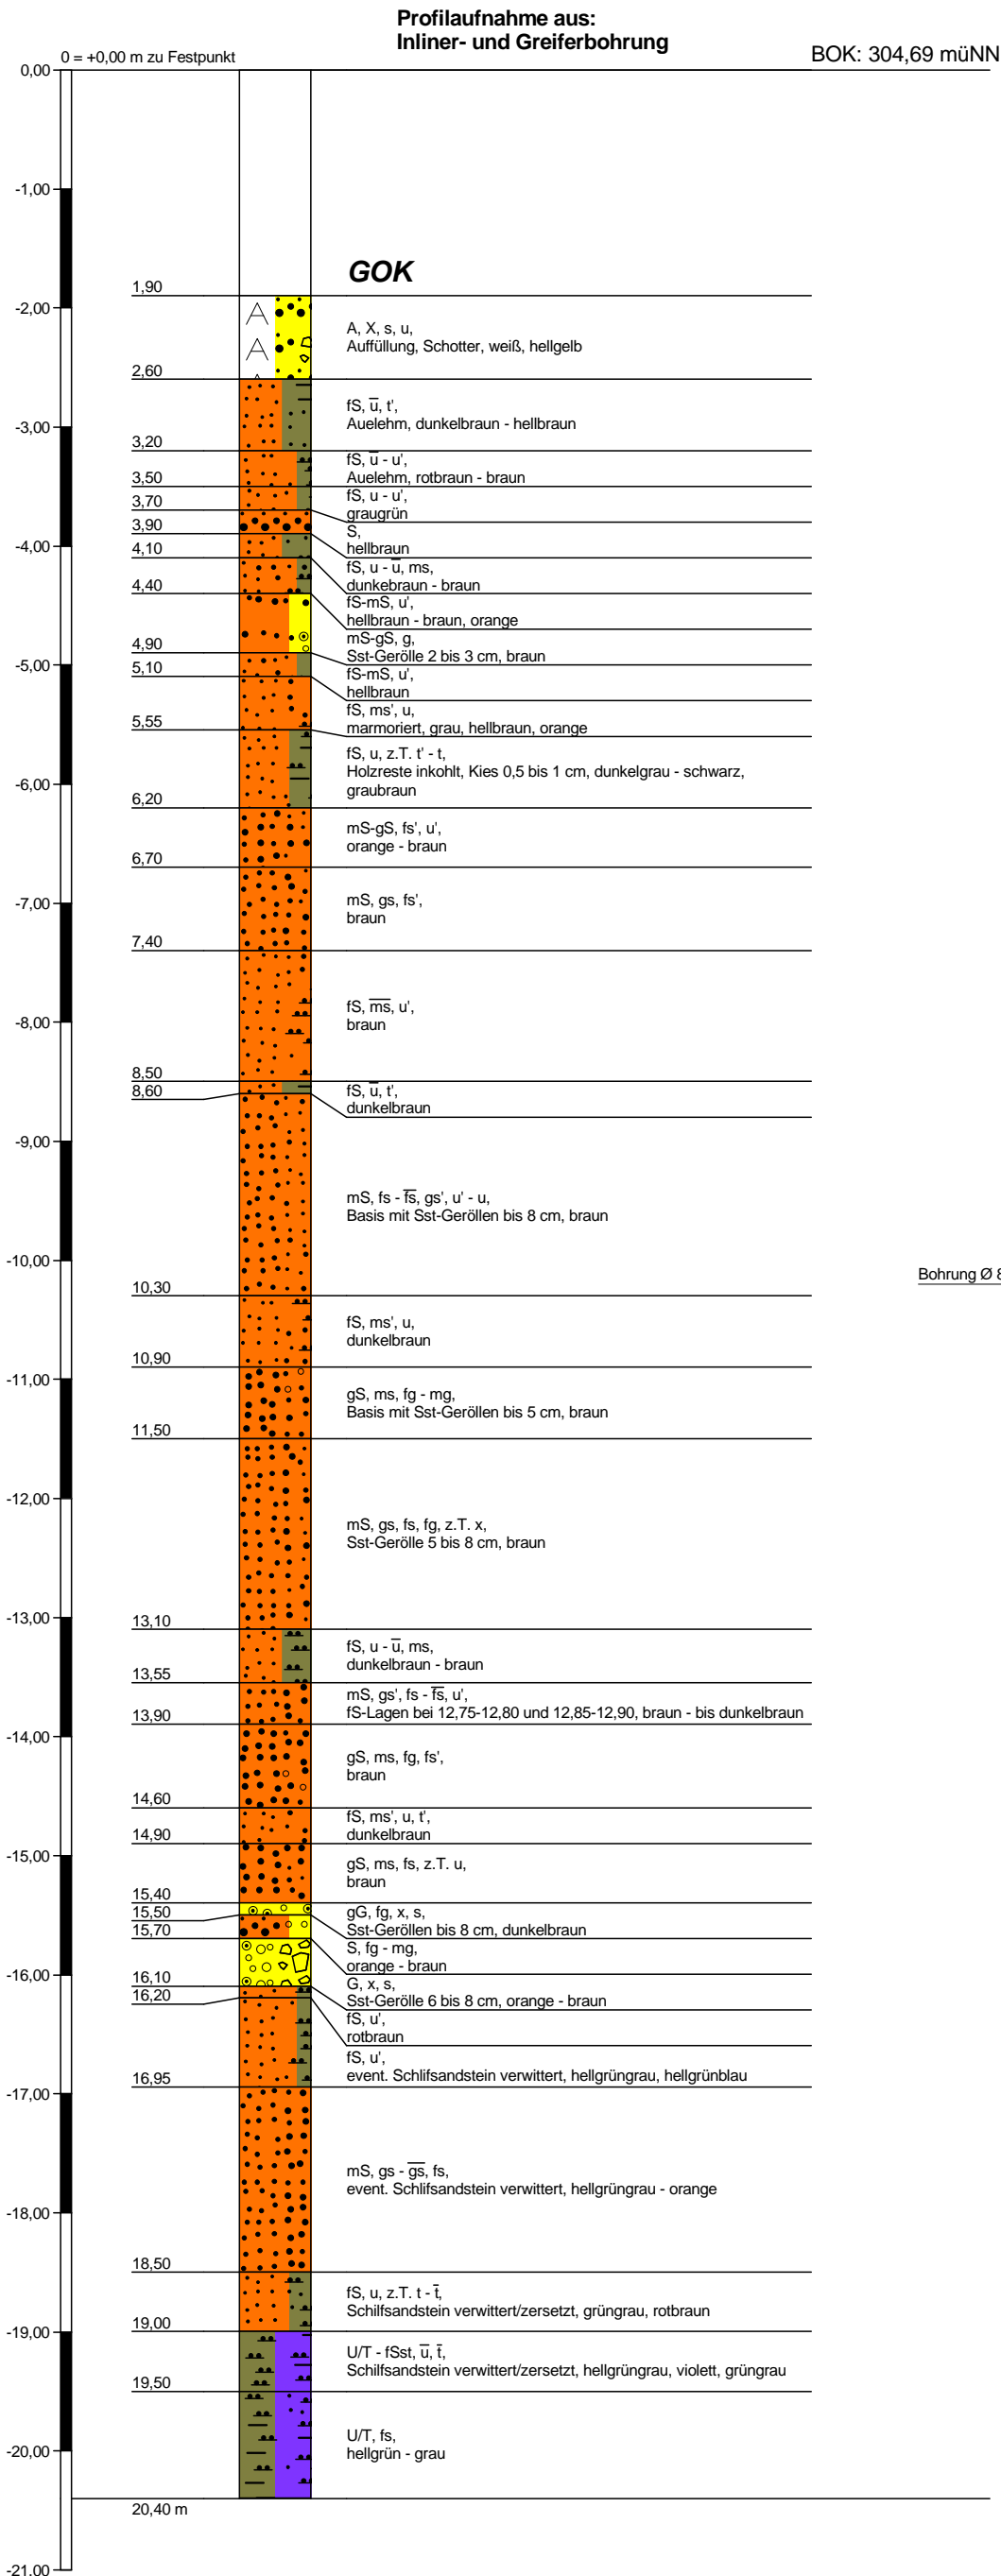 Profilaufnahme aus:
Inliner- und Greiferbohrung
0 = +0,00 m zu Festpunkt
BOK: 304,69 müNN
0,00
-1,00
GOK
1,90
-2,00
A, X, s, u,
Auffüllung, Schotter, weiß, hellgelb
2,60
fS, u̅, t',
Auelehm, dunkelbraun - hellbraun
-3,00
3,20
fS, u̅ - u',
Auelehm, rotbraun - braun
3,50
fS, u - u',
graugrün
3,70
S,
hellbraun
3,90
-4,00
4,10
fS, u - u̅, ms,
dunkebraun - braun
4,40
fS-mS, u',
hellbraun - braun, orange
mS-gS, g,
Sst-Gerölle 2 bis 3 cm, braun
4,90
-5,00
5,10
fS-mS, u',
hellbraun
fS, ms', u,
marmoriert, grau, hellbraun, orange
5,55
fS, u, z.T. t' - t,
Holzreste inkohlt, Kies 0,5 bis 1 cm, dunkelgrau - schwarz,
graubraun
-6,00
6,20
mS-gS, fs', u',
orange - braun
6,70
mS, gs, fs',
braun
-7,00
7,40
fS, m̅s̅, u',
braun
-8,00
8,50
8,60
fS, u̅, t',
dunkelbraun
-9,00
mS, fs - f̅s̅, gs', u' - u,
Basis mit Sst-Geröllen bis 8 cm, braun
-10,00
Bohrung Ø 8
10,30
fS, ms', u,
dunkelbraun
10,90
-11,00
gS, ms, fg - mg,
Basis mit Sst-Geröllen bis 5 cm, braun
11,50
-12,00
mS, gs, fs, fg, z.T. x,
Sst-Gerölle 5 bis 8 cm, braun
-13,00
13,10
fS, u - u̅, ms,
dunkelbraun - braun
13,55
mS, gs', fs - f̅s̅, u',
fS-Lagen bei 12,75-12,80 und 12,85-12,90, braun - bis dunkelbraun
13,90
-14,00
gS, ms, fg, fs',
braun
14,60
fS, ms', u, t',
dunkelbraun
14,90
-15,00
gS, ms, fs, z.T. u,
braun
15,40
15,50
gG, fg, x, s,
Sst-Geröllen bis 8 cm, dunkelbraun
15,70
S, fg - mg,
orange - braun
-16,00
16,10
G, x, s,
Sst-Gerölle 6 bis 8 cm, orange - braun
16,20
fS, u',
rotbraun
fS, u',
event. Schlifsandstein verwittert, hellgrüngrau, hellgrünblau
16,95
-17,00
mS, gs - g̅s̅, fs,
event. Schlifsandstein verwittert, hellgrüngrau - orange
-18,00
18,50
fS, u, z.T. t - t̅,
Schilfsandstein verwittert/zersetzt, grüngrau, rotbraun
19,00
-19,00
U/T - fSst, u̅, t̅,
Schilfsandstein verwittert/zersetzt, hellgrüngrau, violett, grüngrau
19,50
U/T, fs,
hellgrün - grau
-20,00
20,40 m
-21,00
A
A